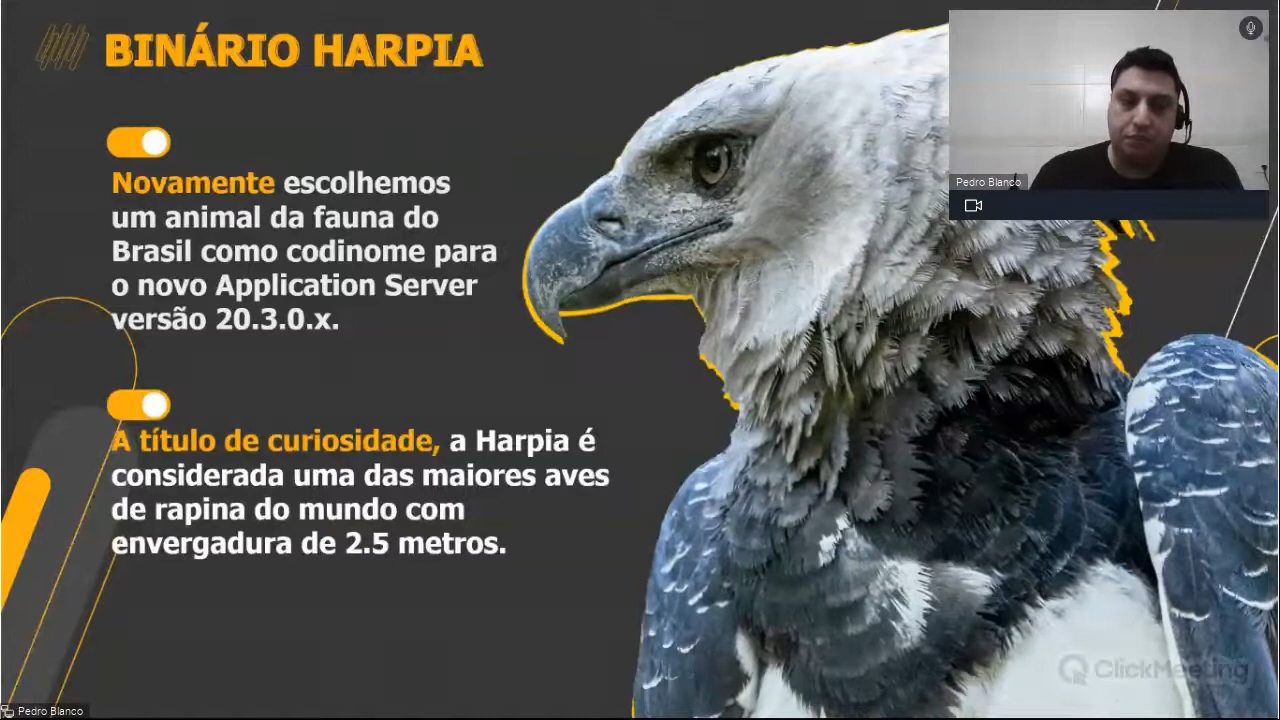 BINÁRIO HARPIA
Novamente escolhemos
um animal da fauna do
Brasil como codinome para
o novo Application Server
versão 20.3.0.x.
A título de curiosidade, a Harpia é
considerada uma das maiores aves
de rapina do mundo com
envergadura de 2.5 metros.
Pedro Blanco
ClickMeeting
Pedro Blanco